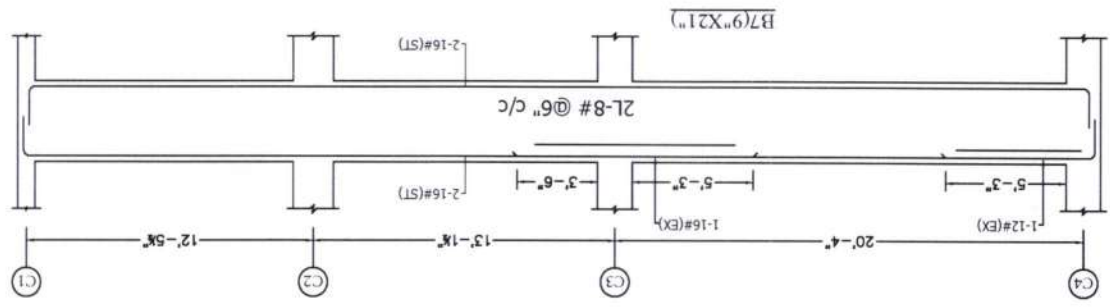 C4 C3 C2 C1
20'-4"
1-12#(EX) 1-16#(EX)
2-16#(ST)
5'-3" 5'-3" 3'-6"
2L-8# @6" c/c
2-16#(ST)
B7(9"X21")